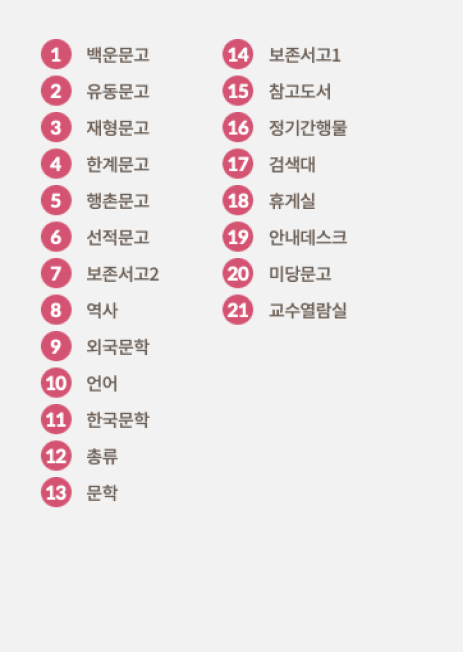 1 백운문고
2 유동문고
3 재형문고
4 한계문고
5 행촌문고
6 선적문고
7 보존서고2
8 역사
9 외국문학
10 언어
11 한국문학
12 총류
13 문학
14 보존서고1
15 참고도서
16 정기간행물
17 검색대
18 휴게실
19 안내데스크
20 미당문고
21 교수열람실